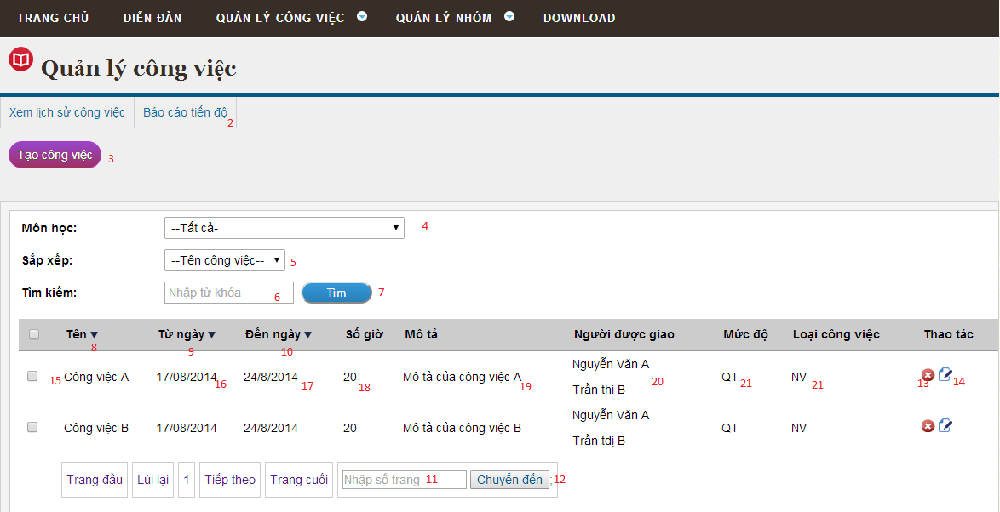 TRANG CHỦ DIỄN ĐÀN QUẢN LÝ CÔNG VIỆC QUẢN LÝ NHÓM DOWNLOAD
Quản lý công việc
Xem lịch sử công việc Báo cáo tiến độ 2
Tạo công việc 3
Môn học: --Tất cả- 4
Sắp xếp: --Tên công việc-- 5
Tìm kiếm: Nhập từ khóa 6 Tìm 7
Tên Từ ngày Đến ngày Số giờ Mô tả Người được giao Mức độ Loại công việc Thao tác
8 9 10
Nguyễn Văn A
15 Công việc A 17/08/2014 16 24/8/2014 17 20 18 Mô tả của công việc A 19 20 QT 21 NV 21 13 14
Trần thị B
Nguyễn Văn A
Công việc B 17/08/2014 24/8/2014 20 Mô tả của công việc B QT NV
Trần tdị B
Trang đầu Lùi lại 1 Tiếp theo Trang cuối Nhập số trang 11 Chuyển đến ; 12